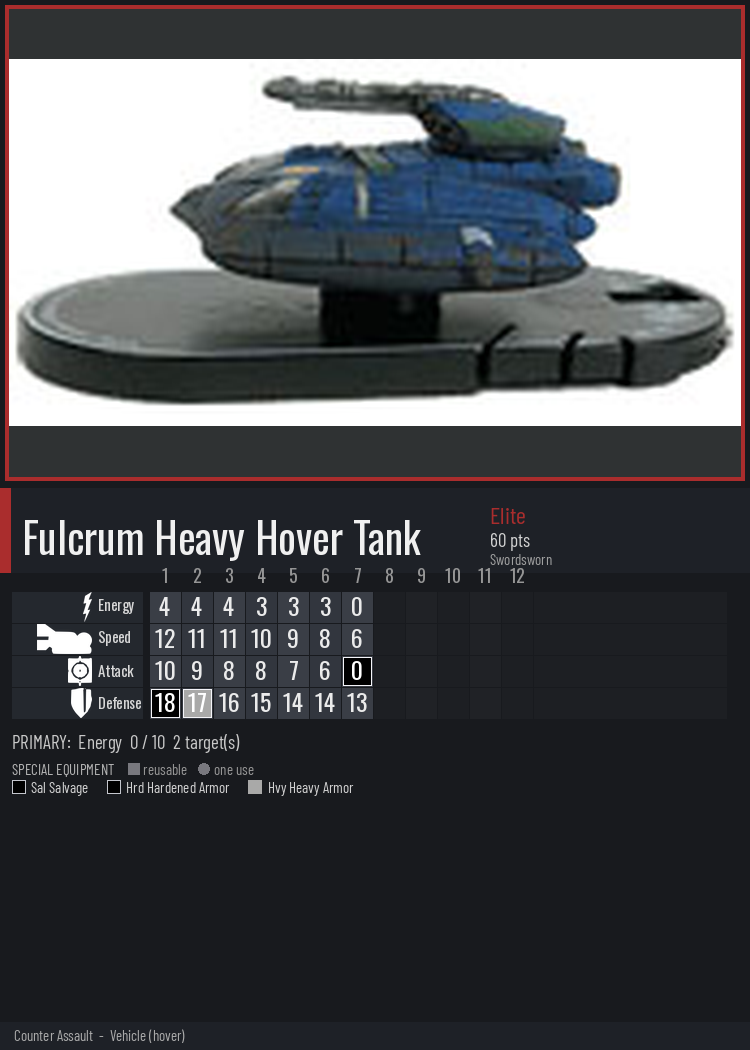 Fulcrum Heavy Hover Tank
Elite
60 pts
Swordsworn
1 2 3 4 5 6 7 8 9 10 11 12
Energy 4 4 4 3 3 3 0
Speed 12 11 11 10 9 8 6
Attack 10 9 8 8 7 6 0
Defense 18 17 16 15 14 14 13
PRIMARY: Energy 0 / 10 2 target(s)
SPECIAL EQUIPMENT reusable one use
Sal Salvage Hrd Hardened Armor Hvy Heavy Armor
Counter Assault - Vehicle (hover)